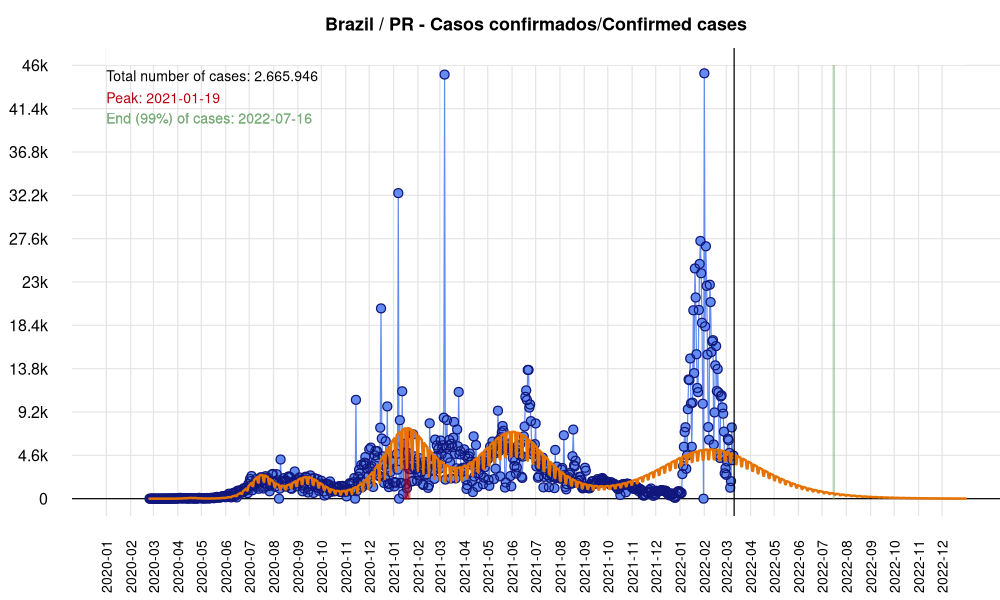 Brazil / PR - Casos confirmados/Confirmed cases
Total number of cases: 2.665.946
Peak: 2021-01-19
End (99%) of cases: 2022-07-16
46k
41.4k
36.8k
32.2k
27.6k
23k
18.4k
13.8k
9.2k
4.6k
0
2020-01
2020-02
2020-03
2020-04
2020-05
2020-06
2020-07
2020-08
2020-09
2020-10
2020-11
2020-12
2021-01
2021-02
2021-03
2021-04
2021-05
2021-06
2021-07
2021-08
2021-09
2021-10
2021-11
2021-12
2022-01
2022-02
2022-03
2022-04
2022-05
2022-06
2022-07
2022-08
2022-09
2022-10
2022-11
2022-12